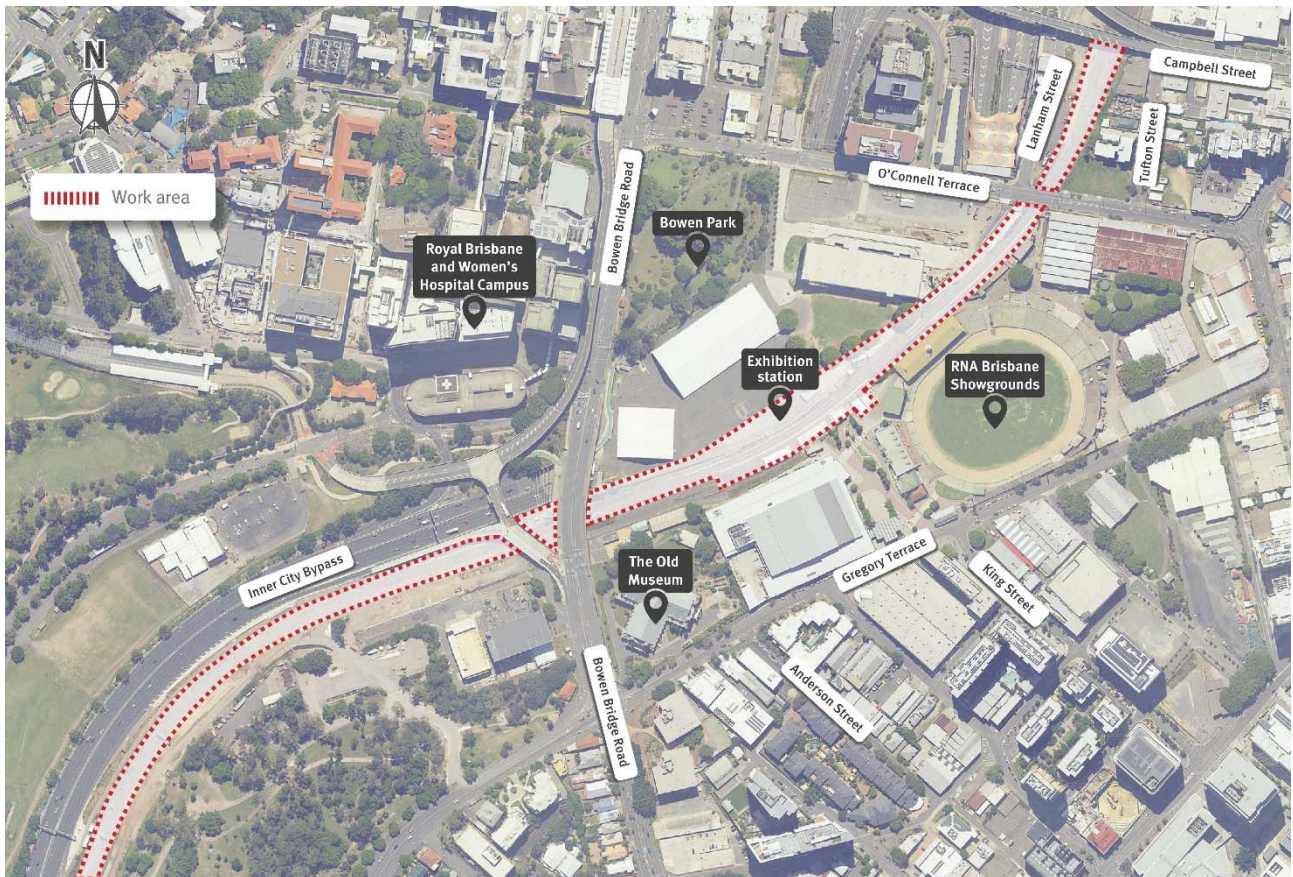 N
Work area
Campbell Street
Lanham Street
Tufton Street
O'Connell Terrace
Bowen Bridge Road
Bowen Park
Royal Brisbane
and Women's
Hospital Campus
Exhibition
station
RNA Brisbane
Showgrounds
Inner City Bypass
The Old
Museum
Gregory Terrace
King Street
Anderson Street
Bowen Bridge Road